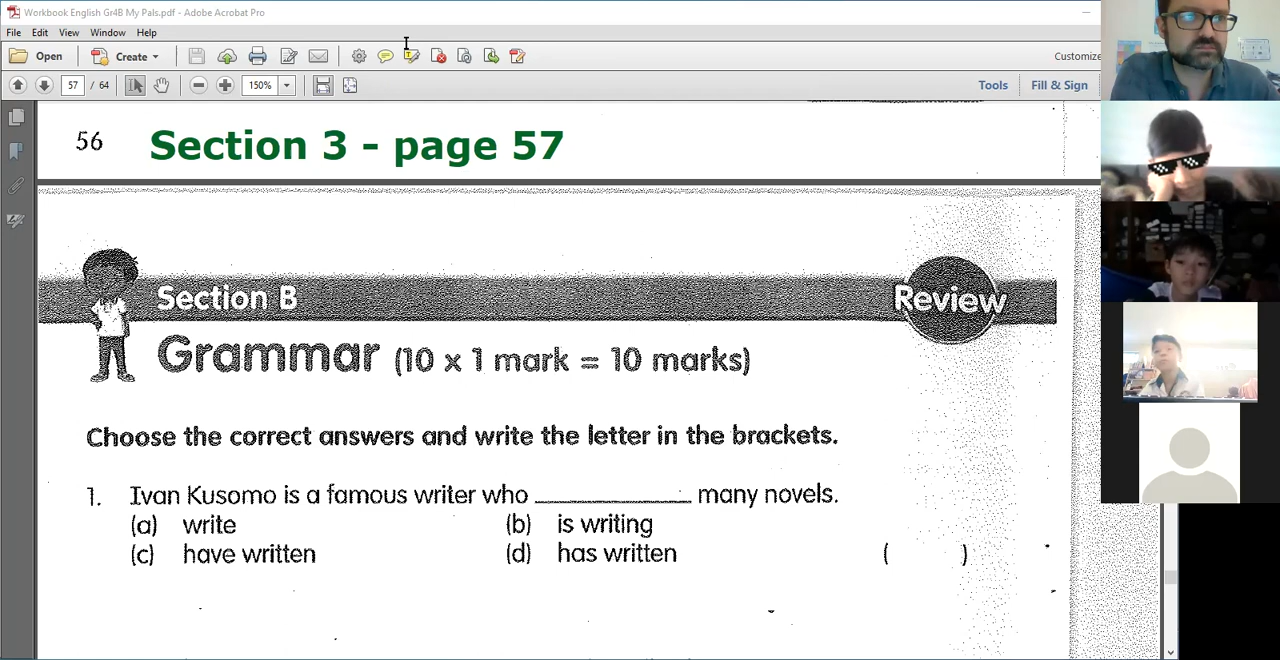 Workbook English Gr4B My Pals.pdf - Adobe Acrobat Pro
File Edit View Window Help
Open Create Customize
57 / 64 150% Tools Fill & Sign
56 Section 3 - page 57
Section B Review
Grammar (10 x 1 mark = 10 marks)
Choose the correct answers and write the letter in the brackets.
1. Ivan Kusomo is a famous writer who __________ many novels.
(a) write (b) is writing
(c) have written (d) has written ( )